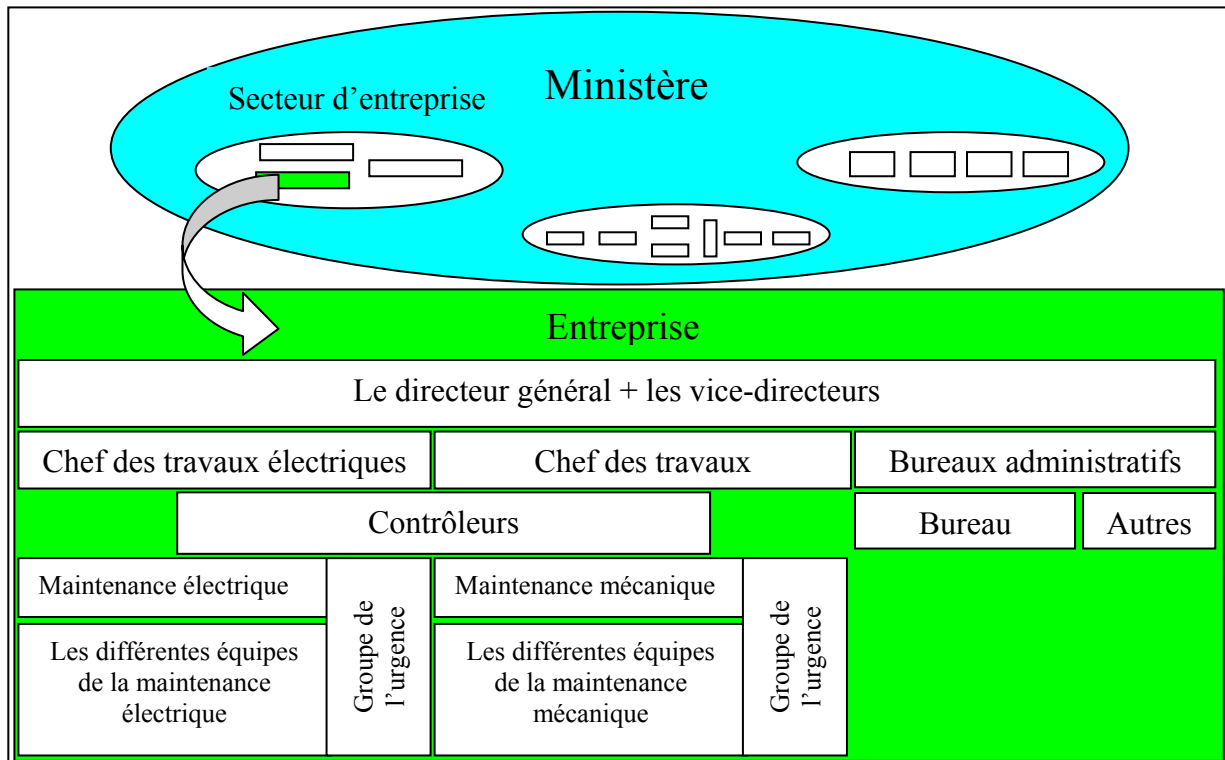 Ministère
Secteur d'entreprise
Entreprise
Le directeur général + les vice-directeurs
Chef des travaux électriques
Chef des travaux
Bureaux administratifs
Contrôleurs
Bureau
Autres
Maintenance électrique
Groupe de
l'urgence
Maintenance mécanique
Groupe de
l'urgence
Les différentes équipes
de la maintenance
électrique
Les différentes équipes
de la maintenance
mécanique